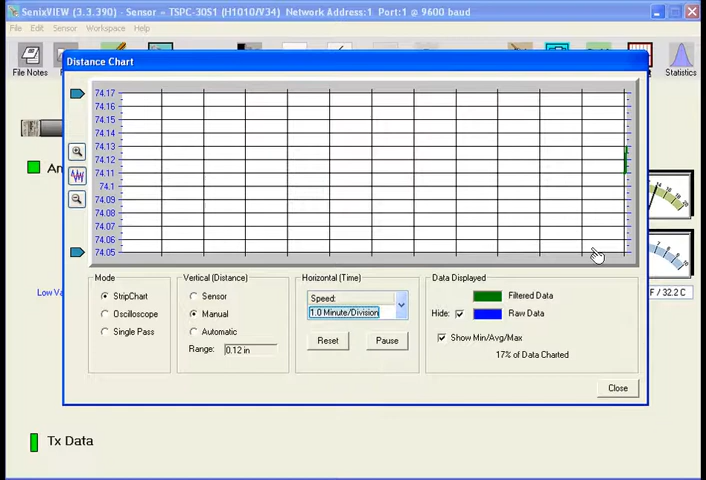 SenixVIEW (3.3.390) - Sensor = TSPC-30S1 (H1010/V34) Network Address:1 Port:1 @ 9600 baud
File Edit Sensor Workspace Help
File Notes
Statistics
Distance Chart
74.17
74.16
74.15
74.14
74.13
74.12
74.11
74.1
74.09
74.08
74.07
74.06
74.05
An
Low Va
F / 32.2 C
Mode
StripChart
Oscilloscope
Single Pass
Vertical (Distance)
Sensor
Manual
Automatic
Range: 0.12 in
Horizontal (Time)
Speed:
1.0 Minute/Division
Reset Pause
Data Displayed
Filtered Data
Hide: Raw Data
Show Min/Avg/Max
17% of Data Charted
Close
Tx Data